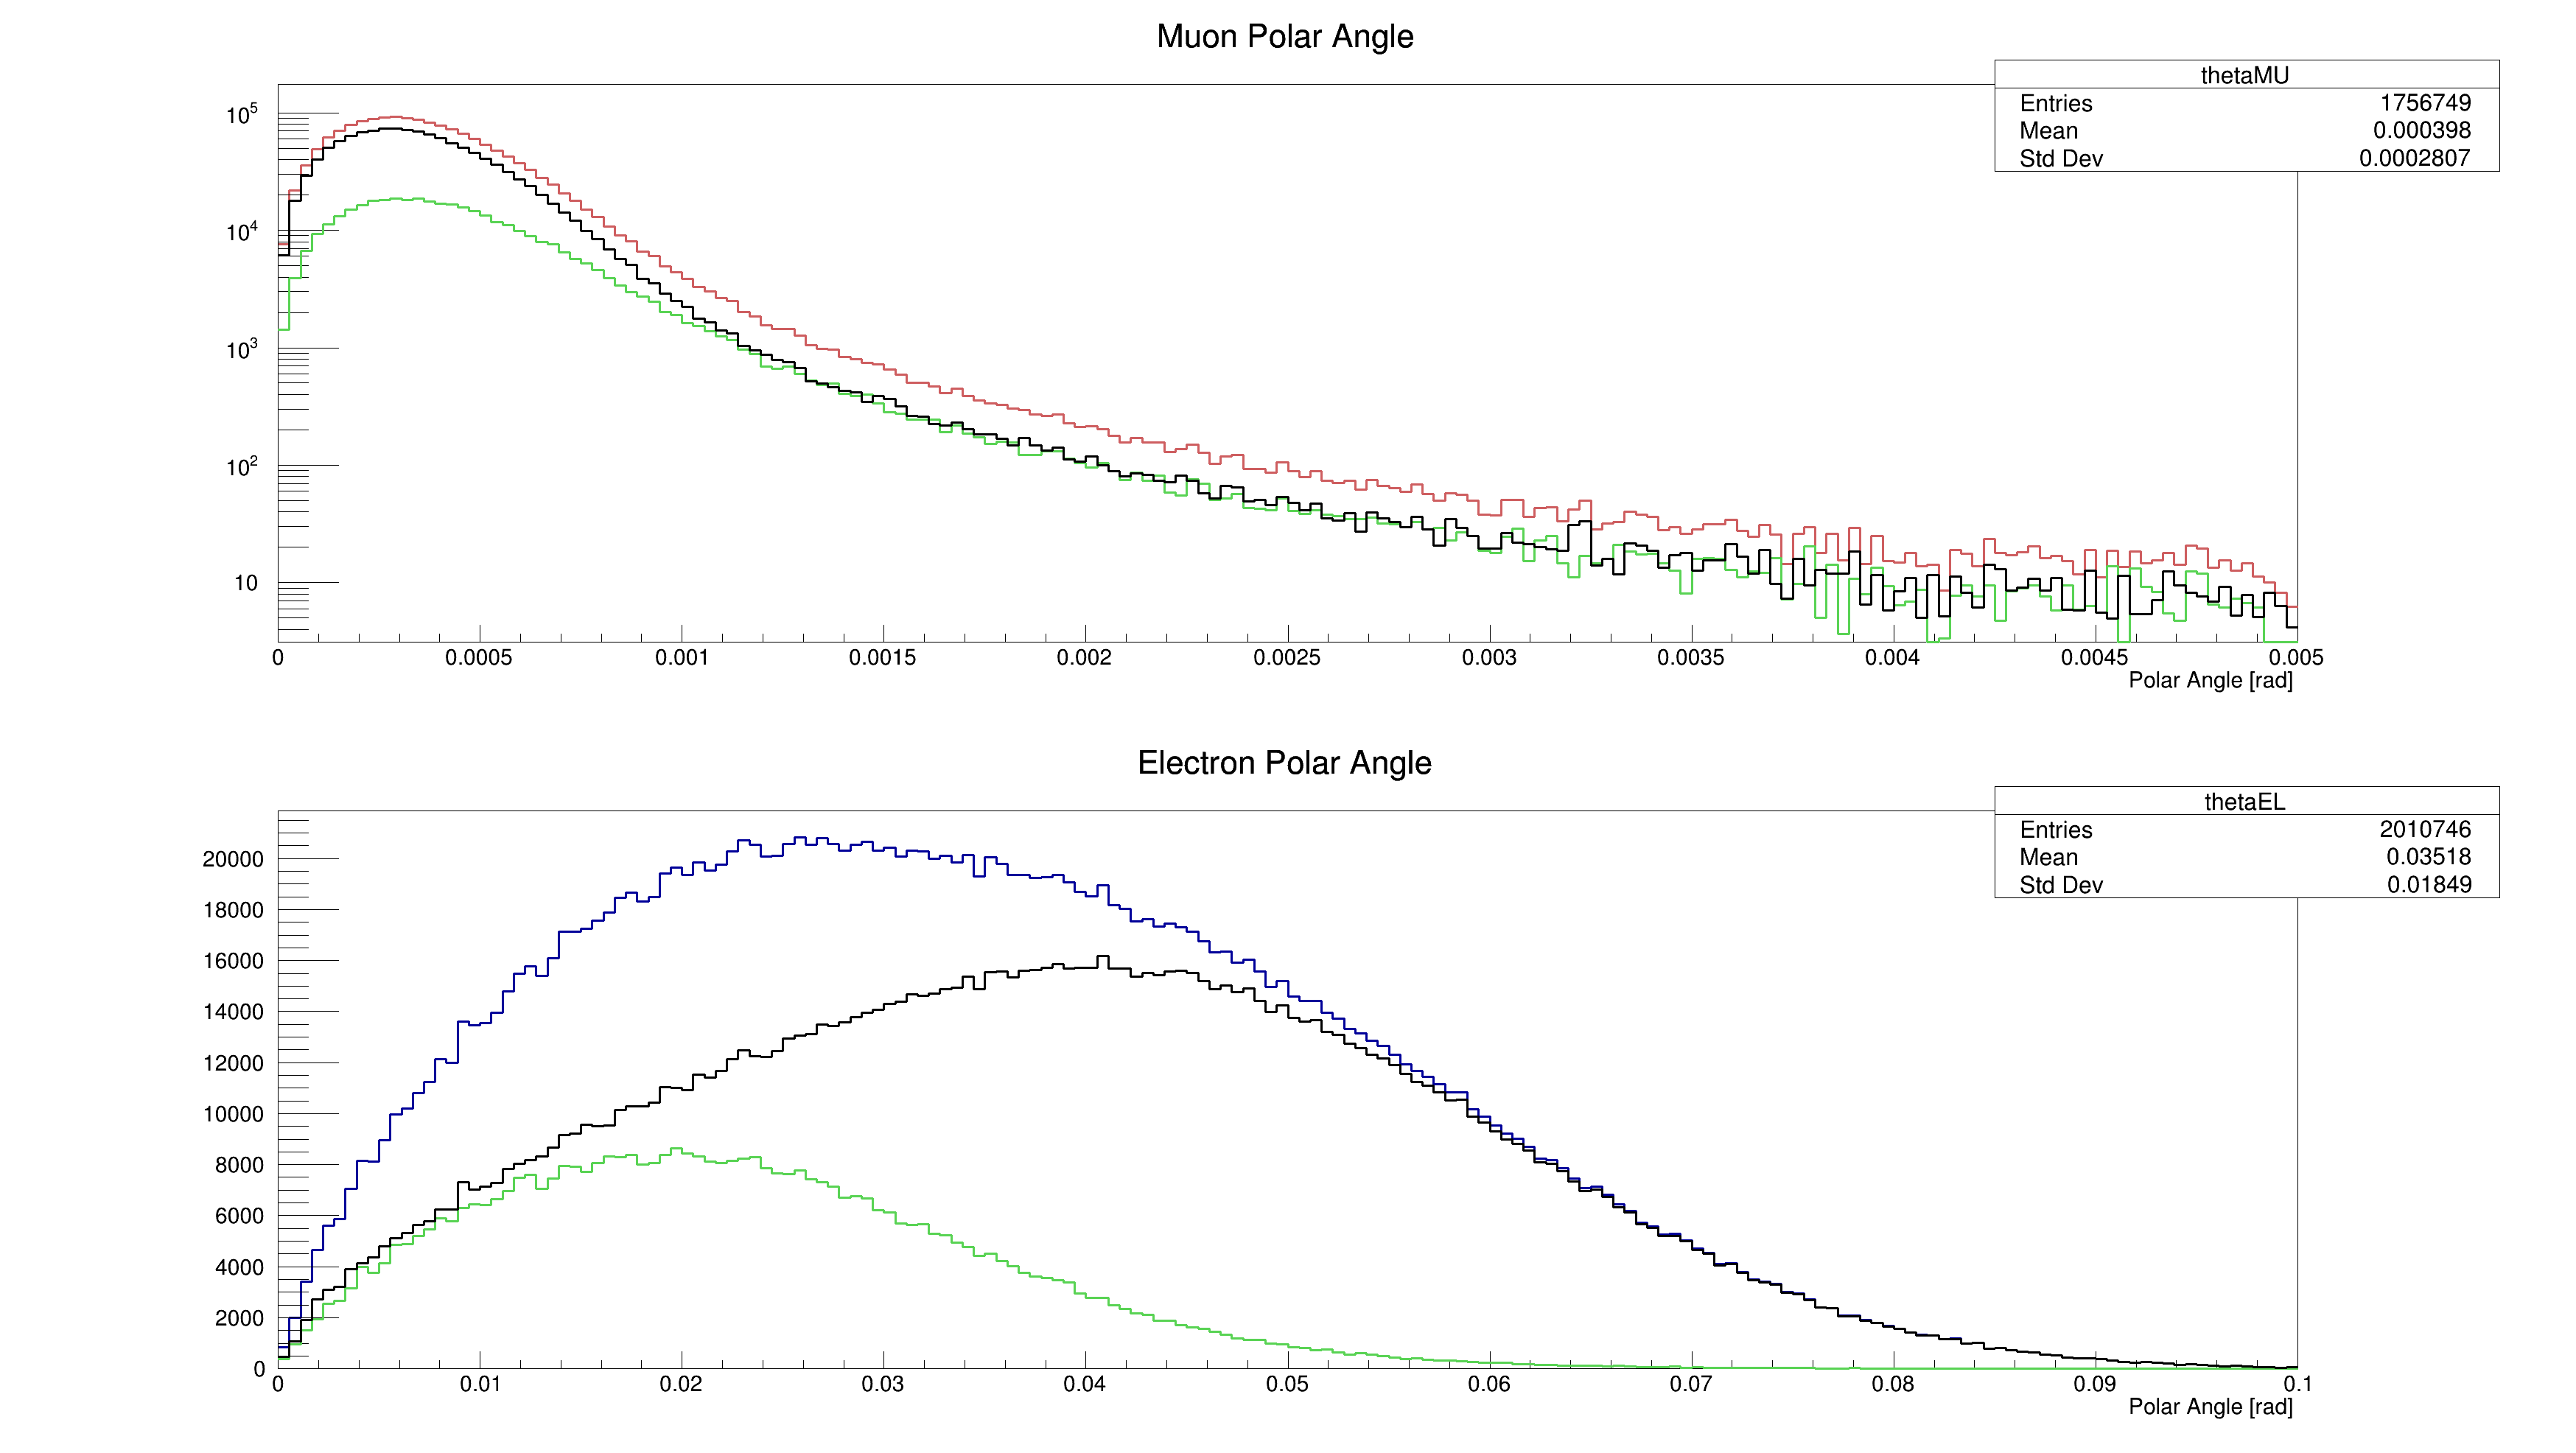 Muon Polar Angle
thetaMU
Entries 1756749
Mean 0.000398
Std Dev 0.0002807
10^5
10^4
10^3
10^2
10
0 0.0005 0.001 0.0015 0.002 0.0025 0.003 0.0035 0.004 0.0045 0.005
Polar Angle [rad]
Electron Polar Angle
thetaEL
Entries 2010746
Mean 0.03518
Std Dev 0.01849
20000
18000
16000
14000
12000
10000
8000
6000
4000
2000
0
0 0.01 0.02 0.03 0.04 0.05 0.06 0.07 0.08 0.09 0.1
Polar Angle [rad]